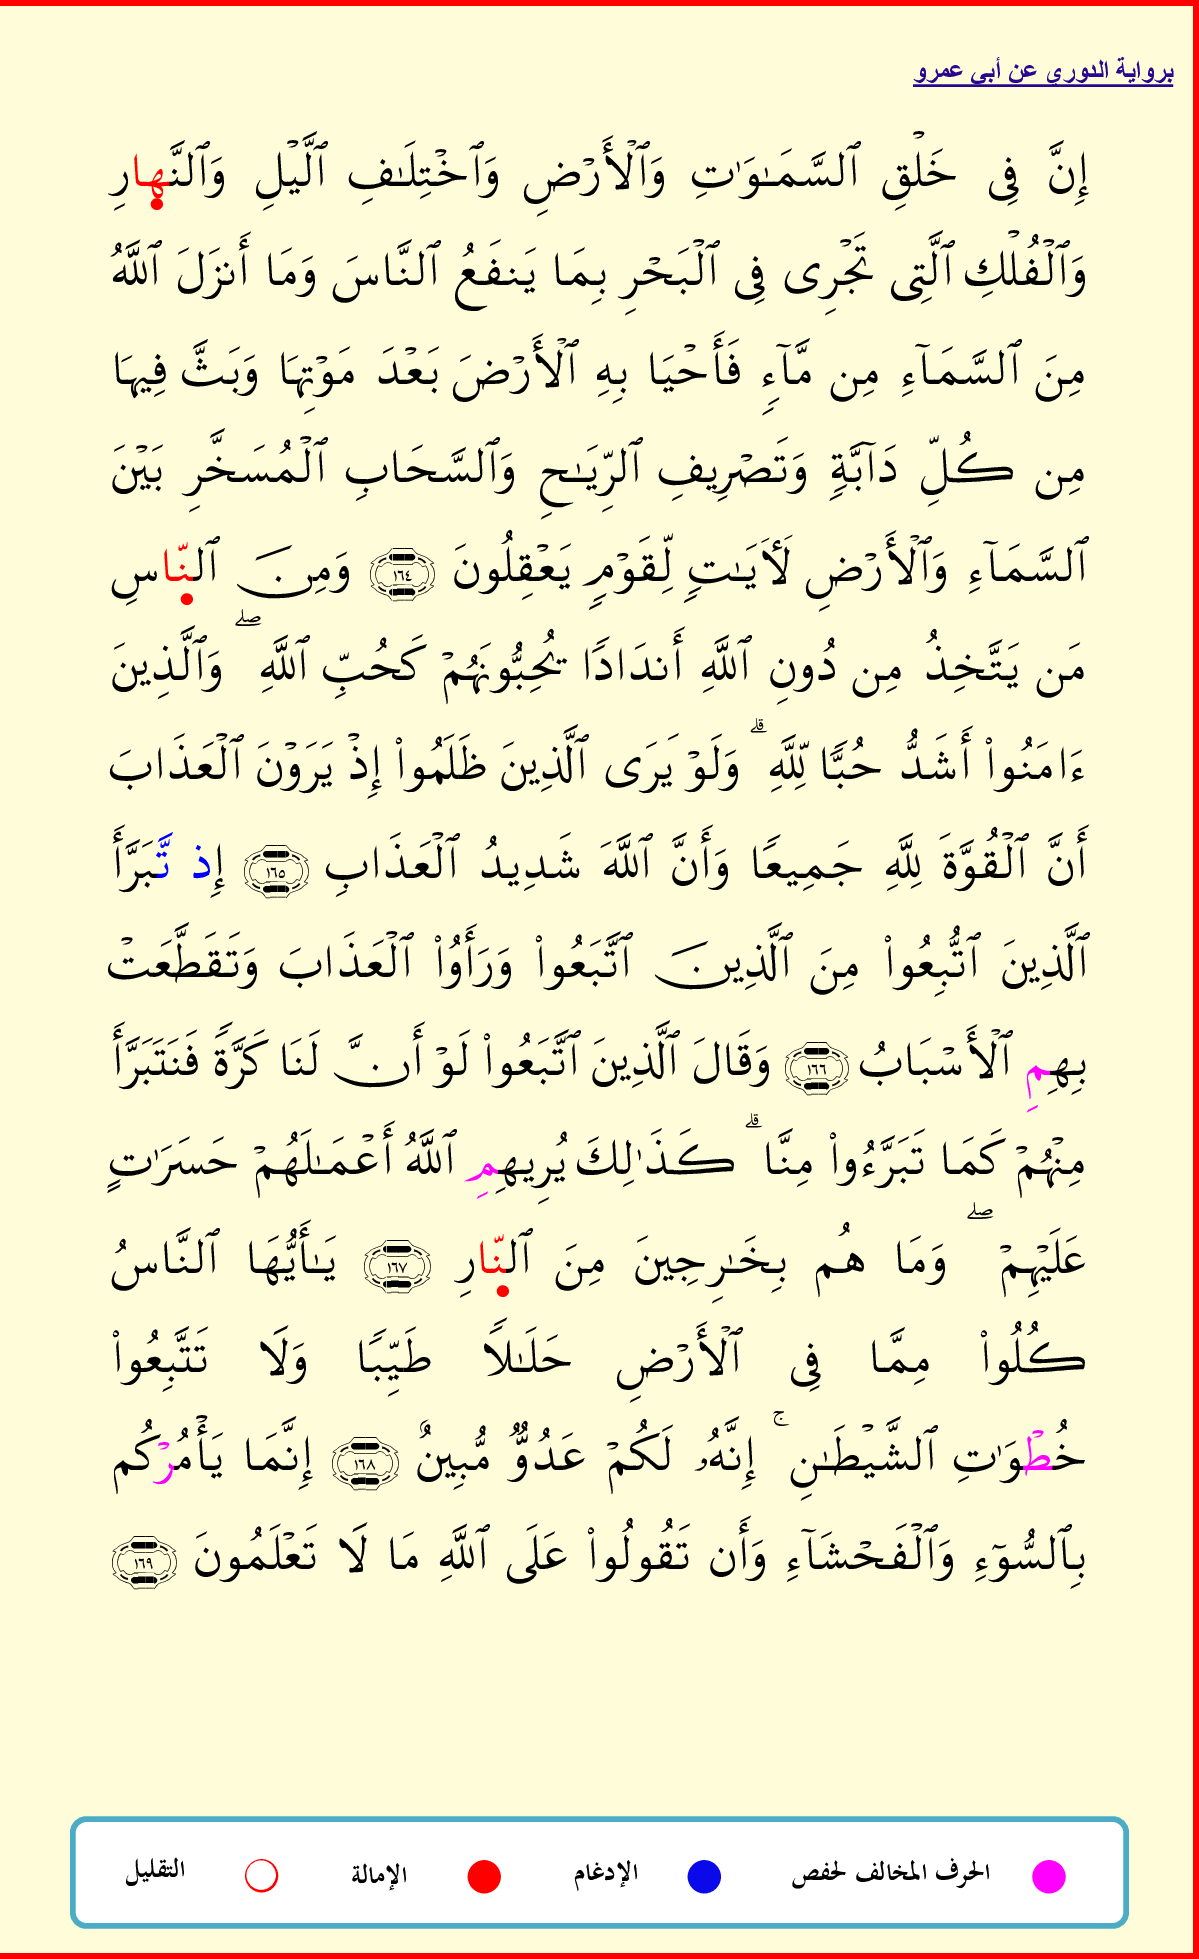 برواية الدوري عن أبي عمرو
إِنَّ فِى خَلْقِ ٱلسَّمَـٰوَٰتِ وَٱلْأَرْضِ وَٱخْتِلَـٰفِ ٱلَّيْلِ وَٱلنَّهارِ
وَٱلْفُلْكِ ٱلَّتِى تَجْرِى فِى ٱلْبَحْرِ بِمَا يَنفَعُ ٱلنَّاسَ وَمَا أَنزَلَ ٱللَّهُ
مِنَ ٱلسَّمَآءِ مِن مَّآءٍ فَأَحْيَا بِهِ ٱلْأَرْضَ بَعْدَ مَوْتِهَا وَبَثَّ فِيهَا
مِن كُلِّ دَآبَّةٍ وَتَصْرِيفِ ٱلرِّيَـٰحِ وَٱلسَّحَابِ ٱلْمُسَخَّرِ بَيْنَ
ٱلسَّمَآءِ وَٱلْأَرْضِ لَأَيَـٰتٍ لِّقَوْمٍ يَعْقِلُونَ ١٦٤ وَمِنَ ٱلنّاسِ
مَن يَتَّخِذُ مِن دُونِ ٱللَّهِ أَندَادًا يُحِبُّونَهُمْ كَحُبِّ ٱللَّهِ ۖ وَٱلَّذِينَ
ءَامَنُوا۟ أَشَدُّ حُبًّا لِّلَّهِ ۗ وَلَوْ يَرَى ٱلَّذِينَ ظَلَمُوا۟ إِذْ يَرَوْنَ ٱلْعَذَابَ
أَنَّ ٱلْقُوَّةَ لِلَّهِ جَمِيعًا وَأَنَّ ٱللَّهَ شَدِيدُ ٱلْعَذَابِ ١٦٥ إِذ تَّبَرَّأَ
ٱلَّذِينَ ٱتُّبِعُوا۟ مِنَ ٱلَّذِينَ ٱتَّبَعُوا۟ وَرَأَوُا۟ ٱلْعَذَابَ وَتَقَطَّعَتْ
بِهِمِ ٱلْأَسْبَابُ ١٦٦ وَقَالَ ٱلَّذِينَ ٱتَّبَعُوا۟ لَوْ أَنَّ لَنَا كَرَّةً فَنَتَبَرَّأَ
مِنْهُمْ كَمَا تَبَرَّءُوا۟ مِنَّا ۗ كَذَٰلِكَ يُرِيهِمِ ٱللَّهُ أَعْمَـٰلَهُمْ حَسَرَٰتٍ
عَلَيْهِمْ ۖ وَمَا هُم بِخَـٰرِجِينَ مِنَ ٱلنّارِ ١٦٧ يَـٰأَيُّهَا ٱلنَّاسُ
كُلُوا۟ مِمَّا فِى ٱلْأَرْضِ حَلَـٰلًا طَيِّبًا وَلَا تَتَّبِعُوا۟
خُطْوَٰتِ ٱلشَّيْطَـٰنِ ۚ إِنَّهُۥ لَكُمْ عَدُوٌّ مُّبِينٌ ١٦٨ إِنَّمَا يَأْمُرْكُم
بِٱلسُّوٓءِ وَٱلْفَحْشَآءِ وَأَن تَقُولُوا۟ عَلَى ٱللَّهِ مَا لَا تَعْلَمُونَ ١٦٩
الحرف المخالف لحفص الإدغام الإمالة التقليل